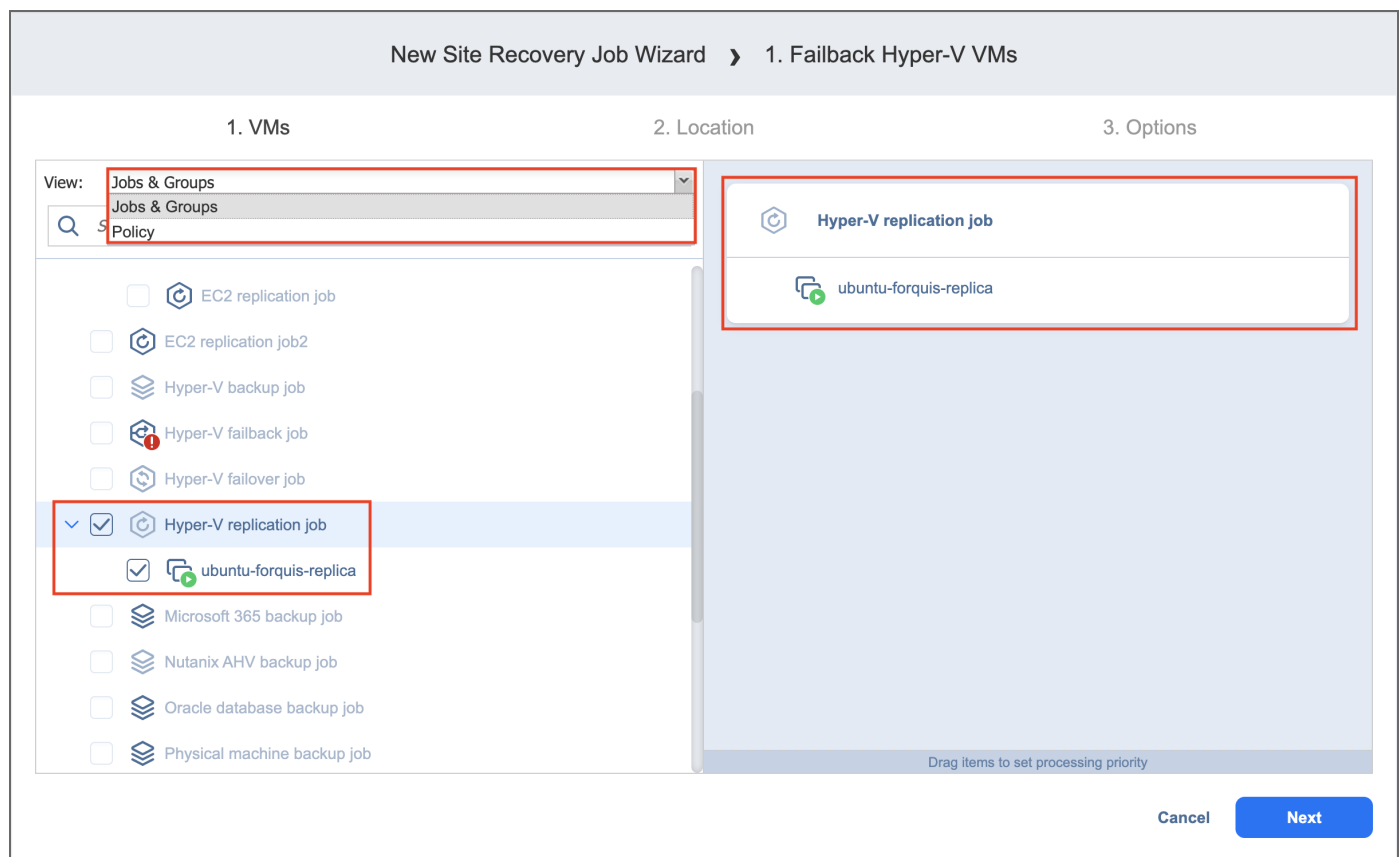 New Site Recovery Job Wizard ❯ 1. Failback Hyper-V VMs
1. VMs
2. Location
3. Options
View:
Jobs & Groups
Jobs & Groups
Policy
S
EC2 replication job
EC2 replication job2
Hyper-V backup job
Hyper-V failback job
Hyper-V failover job
Hyper-V replication job
ubuntu-forquis-replica
Microsoft 365 backup job
Nutanix AHV backup job
Oracle database backup job
Physical machine backup job
Hyper-V replication job
ubuntu-forquis-replica
Drag items to set processing priority
Cancel
Next